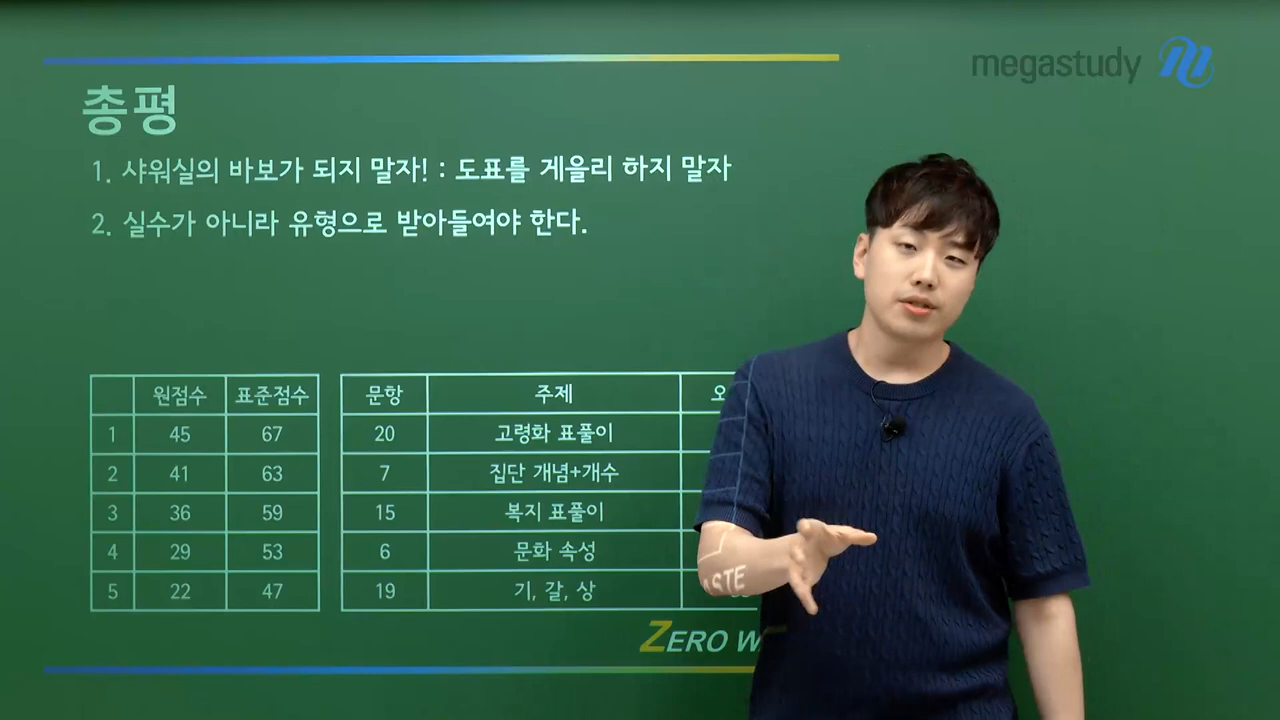 megastudy
총평
1. 샤워실의 바보가 되지 말자! : 도표를 게을리 하지 말자
2. 실수가 아니라 유형으로 받아들여야 한다.
원점수 표준점수
1 45 67
2 41 63
3 36 59
4 29 53
5 22 47
문항 주제
20 고령화 표풀이
7 집단 개념+개수
15 복지 표풀이
6 문화 속성
19 기, 갈, 상
ZERO W
ASTE